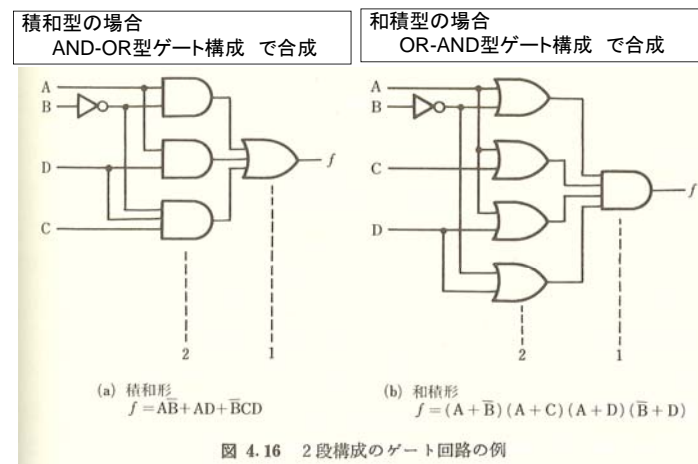 積和型の場合
AND-OR型ゲート構成 で合成
和積型の場合
OR-AND型ゲート構成 で合成
A
B
D
C
f
2
1
(a) 積和形
f=AB̅+AD+B̅CD
A
B
C
D
f
2
1
(b) 和積形
f=(A+B̅)(A+C)(A+D)(B̅+D)
図 4.16 2段構成のゲート回路の例